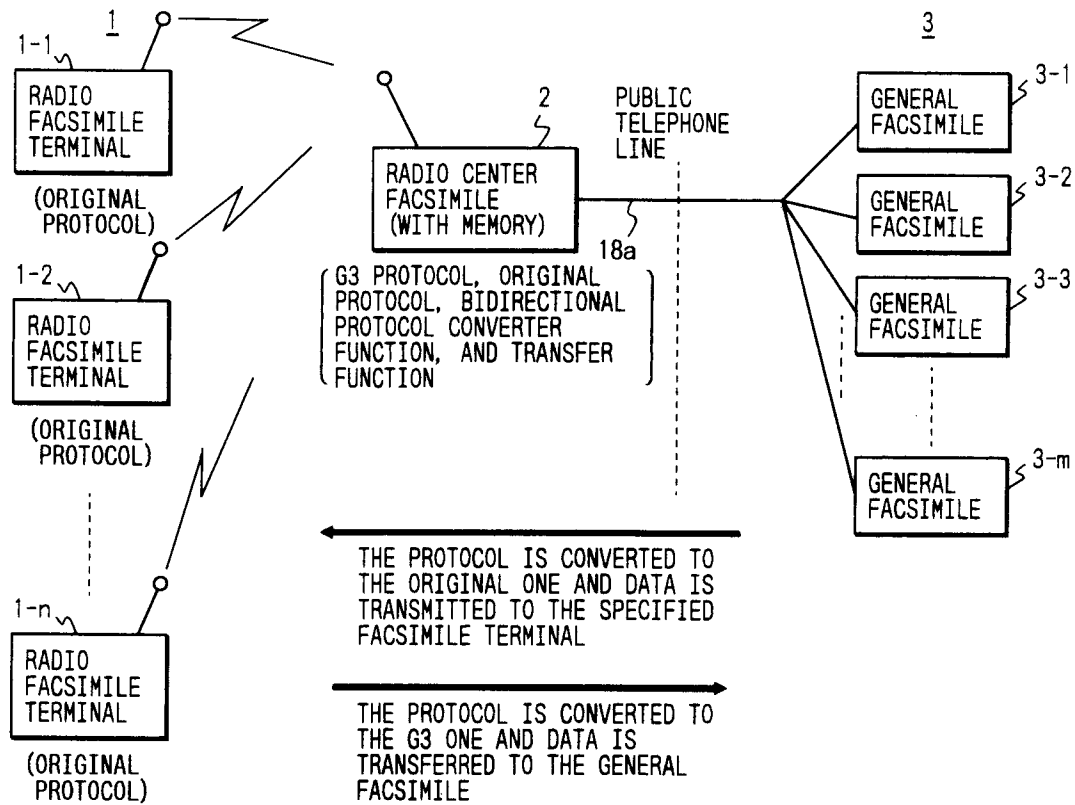 1
1-1
RADIO
FACSIMILE
TERMINAL
(ORIGINAL
PROTOCOL)
1-2
RADIO
FACSIMILE
TERMINAL
(ORIGINAL
PROTOCOL)
1-n
RADIO
FACSIMILE
TERMINAL
(ORIGINAL
PROTOCOL)
2
RADIO CENTER
FACSIMILE
(WITH MEMORY)
18a
G3 PROTOCOL, ORIGINAL
PROTOCOL, BIDIRECTIONAL
PROTOCOL CONVERTER
FUNCTION, AND TRANSFER
FUNCTION
PUBLIC
TELEPHONE
LINE
3
3-1
GENERAL
FACSIMILE
3-2
GENERAL
FACSIMILE
3-3
GENERAL
FACSIMILE
3-m
GENERAL
FACSIMILE
THE PROTOCOL IS CONVERTED TO
THE ORIGINAL ONE AND DATA IS
TRANSMITTED TO THE SPECIFIED
FACSIMILE TERMINAL
THE PROTOCOL IS CONVERTED TO
THE G3 ONE AND DATA IS
TRANSFERRED TO THE GENERAL
FACSIMILE